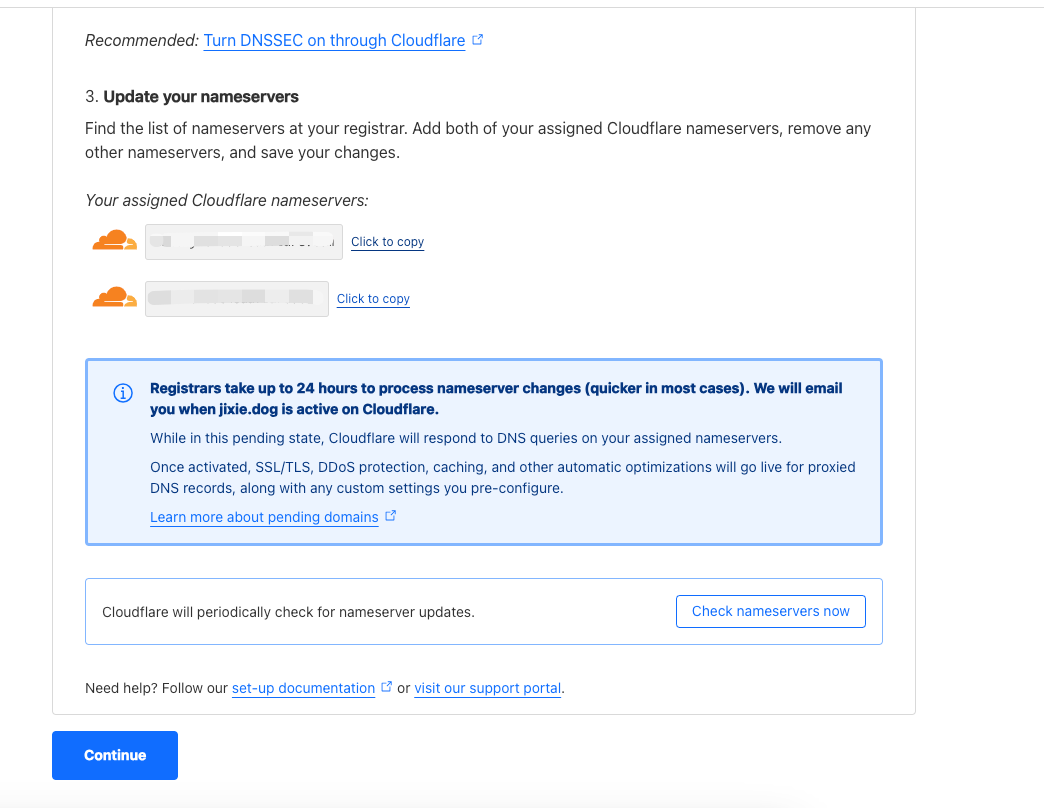 Recommended: Turn DNSSEC on through Cloudflare
3. Update your nameservers
Find the list of nameservers at your registrar. Add both of your assigned Cloudflare nameservers, remove any
other nameservers, and save your changes.
Your assigned Cloudflare nameservers:
Click to copy
Click to copy
Registrars take up to 24 hours to process nameserver changes (quicker in most cases). We will email
you when jixie.dog is active on Cloudflare.
While in this pending state, Cloudflare will respond to DNS queries on your assigned nameservers.
Once activated, SSL/TLS, DDoS protection, caching, and other automatic optimizations will go live for proxied
DNS records, along with any custom settings you pre-configure.
Learn more about pending domains
Cloudflare will periodically check for nameserver updates.
Check nameservers now
Need help? Follow our set-up documentation or visit our support portal.
Continue